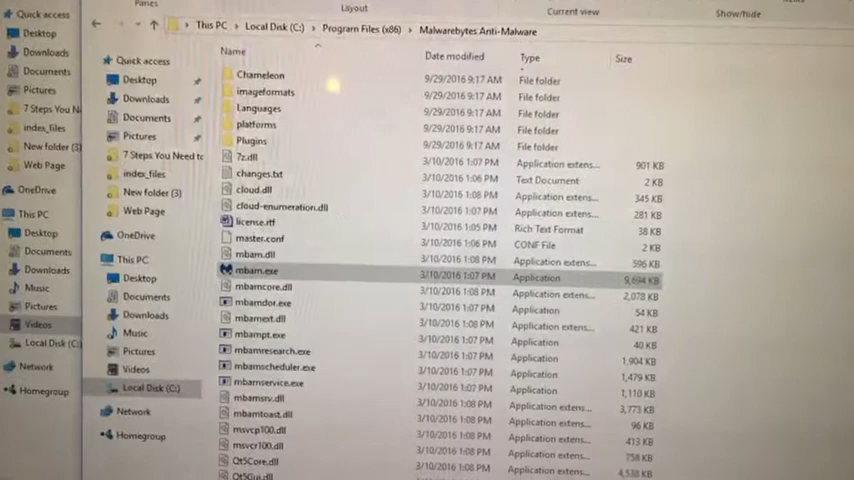 Panes
Layout
Current view
Show/hide
This PC > Local Disk (C:) > Program Files (x86) > Malwarebytes Anti-Malware
Quick access
Desktop
Downloads
Documents
Pictures
7 Steps You N
index_files
New folder (3)
Web Page
OneDrive
This PC
Desktop
Documents
Downloads
Music
Pictures
Videos
Local Disk (C:)
Network
Homegroup
Quick access
Desktop
Downloads
Documents
Pictures
7 Steps You Need to
index_files
New folder (3)
Web Page
OneDrive
This PC
Desktop
Documents
Downloads
Music
Pictures
Videos
Local Disk (C:)
Network
Homegroup
Name Date modified Type Size
Chameleon 9/29/2016 9:17 AM File folder
imageformats 9/29/2016 9:17 AM File folder
Languages 9/29/2016 9:17 AM File folder
platforms 9/29/2016 9:17 AM File folder
Plugins 9/29/2016 9:17 AM File folder
7z.dll 3/10/2016 1:07 PM Application extens... 901 KB
changes.txt 3/10/2016 1:06 PM Text Document 2 KB
cloud.dll 3/10/2016 1:08 PM Application extens... 345 KB
cloud-enumeration.dll 3/10/2016 1:07 PM Application extens... 281 KB
license.rtf 3/10/2016 1:05 PM Rich Text Format 38 KB
master.conf 3/10/2016 1:06 PM CONF File 2 KB
mbam.dll 3/10/2016 1:08 PM Application extens... 596 KB
mbam.exe 3/10/2016 1:07 PM Application 9,694 KB
mbamcore.dll 3/10/2016 1:08 PM Application extens... 2,078 KB
mbamdor.exe 3/10/2016 1:07 PM Application 54 KB
mbamext.dll 3/10/2016 1:08 PM Application extens... 421 KB
mbampt.exe 3/10/2016 1:07 PM Application 40 KB
mbamresearch.exe 3/10/2016 1:07 PM Application 1,904 KB
mbamscheduler.exe 3/10/2016 1:07 PM Application 1,479 KB
mbamservice.exe 3/10/2016 1:07 PM Application 1,110 KB
mbamsrv.dll 3/10/2016 1:08 PM Application extens... 3,773 KB
mbamtoast.dll 3/10/2016 1:08 PM Application extens... 96 KB
msvcp100.dll 3/10/2016 1:08 PM Application extens... 413 KB
msvcr100.dll 3/10/2016 1:08 PM Application extens... 758 KB
Qt5Core.dll 3/10/2016 1:08 PM Application extens... 4,538 KB
Qt5Gui.dll